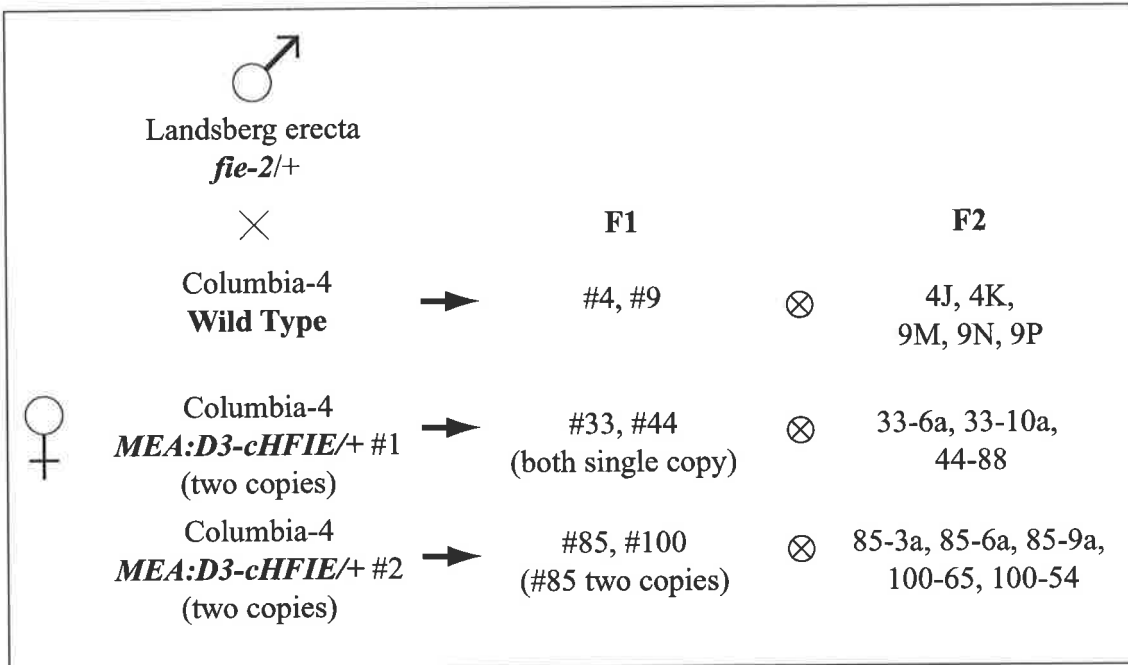 Landsberg erecta
fie-2/+
F1
F2
Columbia-4
Wild Type
#4, #9
4J, 4K,
9M, 9N, 9P
Columbia-4
MEA:D3-cHFIE/+ #1
(two copies)
#33, #44
(both single copy)
33-6a, 33-10a,
44-88
Columbia-4
MEA:D3-cHFIE/+ #2
(two copies)
#85, #100
(#85 two copies)
85-3a, 85-6a, 85-9a,
100-65, 100-54